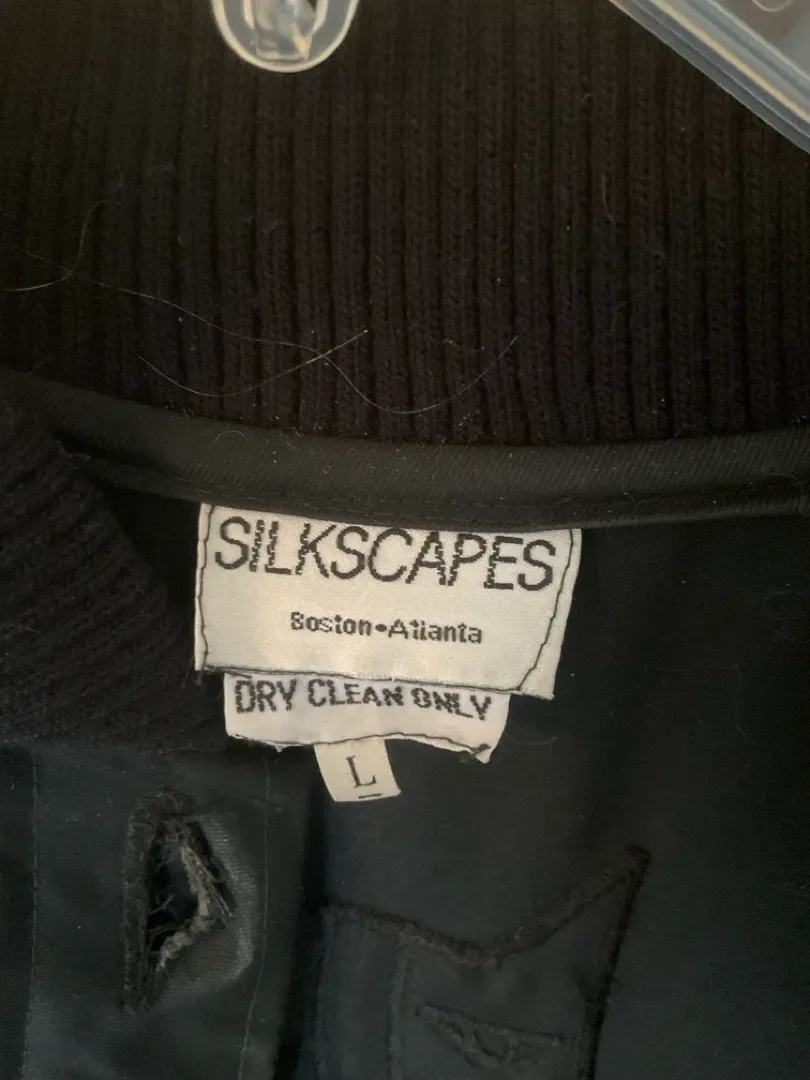 SILKSCAPES
Boston•Atlanta
DRY CLEAN ONLY
L